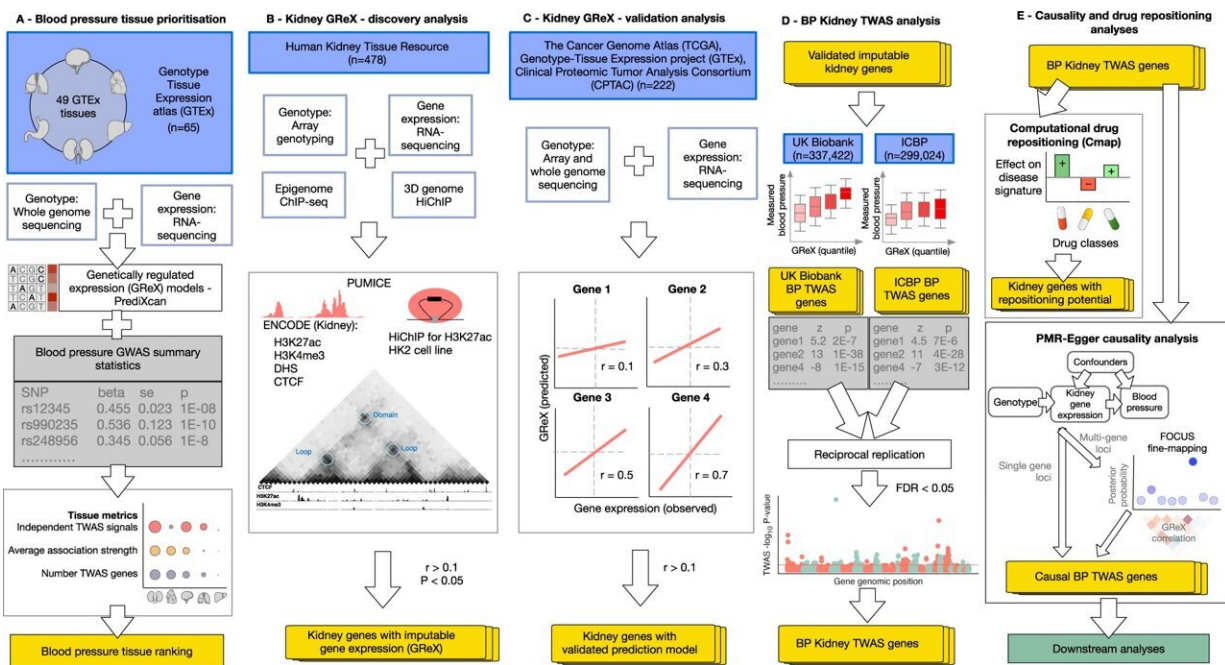 A - Blood pressure tissue prioritisation
49 GTEx
tissues
Genotype
Tissue
Expression
atlas (GTEx)
(n=65)
Genotype:
Whole genome
sequencing
Gene
expression:
RNA-
sequencing
A C G C
T C G C
T A G T
T C A T
A C G T
Genetically regulated
expression (GReX) models -
PrediXcan
Blood pressure GWAS summary
statistics
SNP beta se p
rs12345 0.455 0.023 1E-08
rs990235 0.536 0.123 1E-10
rs248956 0.345 0.056 1E-8
............
Tissue metrics
Independent TWAS signals
Average association strength
Number TWAS genes
Blood pressure tissue ranking
B - Kidney GReX - discovery analysis
Human Kidney Tissue Resource
(n=478)
Genotype:
Array
genotyping
Gene
expression:
RNA-
sequencing
Epigenome
ChIP-seq
3D genome
HiChIP
PUMICE
ENCODE (Kidney):
H3K27ac
H3K4me3
DHS
CTCF
HiChIP for H3K27ac
HK2 cell line
Domain
Loop
Loop
CTCF
H3K27ac
H3K4me3
r > 0.1
P < 0.05
Kidney genes with imputable
gene expression (GReX)
C - Kidney GReX - validation analysis
The Cancer Genome Atlas (TCGA),
Genotype-Tissue Expression project (GTEx),
Clinical Proteomic Tumor Analysis Consortium
(CPTAC) (n=222)
Genotype:
Array and
whole genome
sequencing
Gene
expression:
RNA-
sequencing
Gene 1
Gene 2
r = 0.1
r = 0.3
Gene 3
Gene 4
r = 0.5
r = 0.7
GReX (predicted)
Gene expression (observed)
r > 0.1
Kidney genes with
validated prediction model
D - BP Kidney TWAS analysis
Validated imputable
kidney genes
UK Biobank
(n=337,422)
ICBP
(n=299,024)
Measured
blood pressure
Measured
blood pressure
GReX (quantile)
GReX (quantile)
UK Biobank
BP TWAS
genes
ICBP BP
TWAS genes
gene z p
gene1 5.2 2E-7
gene2 13 1E-38
gene4 -8 1E-15
.........
gene z p
gene1 4.5 7E-6
gene2 11 4E-28
gene4 -7 3E-12
.........
Reciprocal replication
FDR < 0.05
TWAS -log10 P-value
Gene genomic position
BP Kidney TWAS genes
E - Causality and drug repositioning
analyses
BP Kidney TWAS genes
Computational drug
repositioning (Cmap)
Effect on
disease
signature
+
−
+
Drug classes
Kidney genes with
repositioning potential
PMR-Egger causality analysis
Confounders
Genotype
Kidney
gene
expression
Blood
pressure
Multi-gene
loci
Single gene
loci
FOCUS
fine-mapping
Posterior
probability
GReX
correlation
Causal BP TWAS genes
Downstream analyses